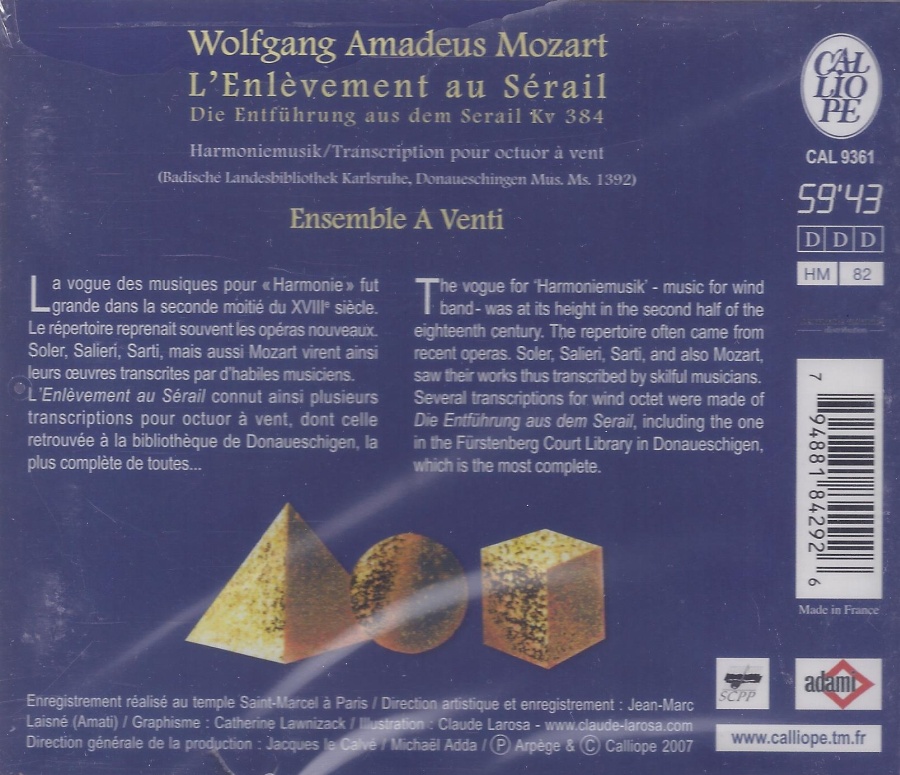 Wolfgang Amadeus Mozart
L'Enlèvement au Sérail
Die Entführung aus dem Serail Kv 384
Harmoniemusik/Transcription pour octuor à vent
(Badische Landesbibliothek Karlsruhe, Donaueschingen Mus. Ms. 1392)
Ensemble A Venti
CAL
LIO
PE
CAL 9361
59'43
D D D
HM 82
La vogue des musiques pour «Harmonie» fut
grande dans la seconde moitié du XVIIIe siècle.
Le répertoire reprenait souvent les opéras nouveaux.
Soler, Salieri, Sarti, mais aussi Mozart virent ainsi
leurs œuvres transcrites par d'habiles musiciens.
L'Enlèvement au Sérail connut ainsi plusieurs
transcriptions pour octuor à vent, dont celle
retrouvée à la bibliothèque de Donaueschigen, la
plus complète de toutes...
The vogue for 'Harmoniemusik' - music for wind
band - was at its height in the second half of the
eighteenth century. The repertoire often came from
recent operas. Soler, Salieri, Sarti, and also Mozart,
saw their works thus transcribed by skilful musicians.
Several transcriptions for wind octet were made of
Die Entführung aus dem Serail, including the one
in the Fürstenberg Court Library in Donaueschigen,
which is the most complete.
distribution
7 94881 84292 6
Made in France
SCPP
adami
www.calliope.tm.fr
Enregistrement réalisé au temple Saint-Marcel à Paris / Direction artistique et enregistrement : Jean-Marc
Laisné (Amati) / Graphisme : Catherine Lawnizack / Illustration : Claude Larosa - www.claude-larosa.com
Direction générale de la production : Jacques le Calvé / Michaël Adda / Ⓟ Arpège & Ⓒ Calliope 2007